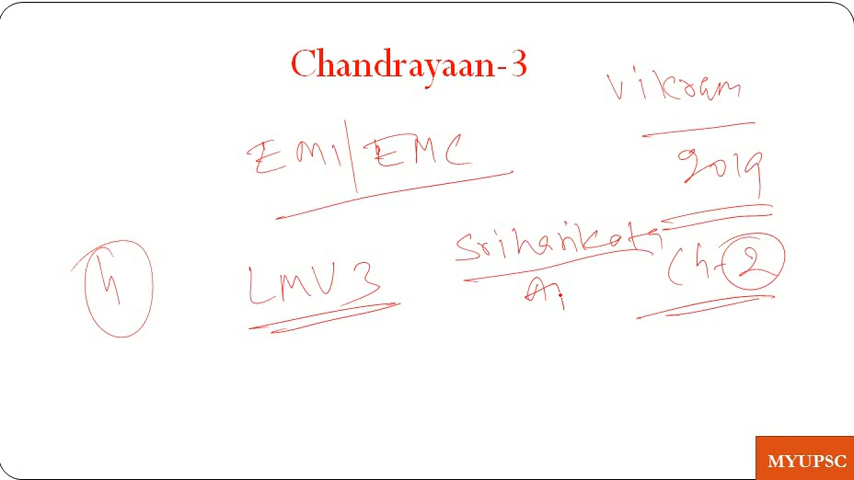 Chandrayaan-3
Vikram
EMI/EMC
2019
Sriharikota
Ch-2
LMV3
MYUPSC